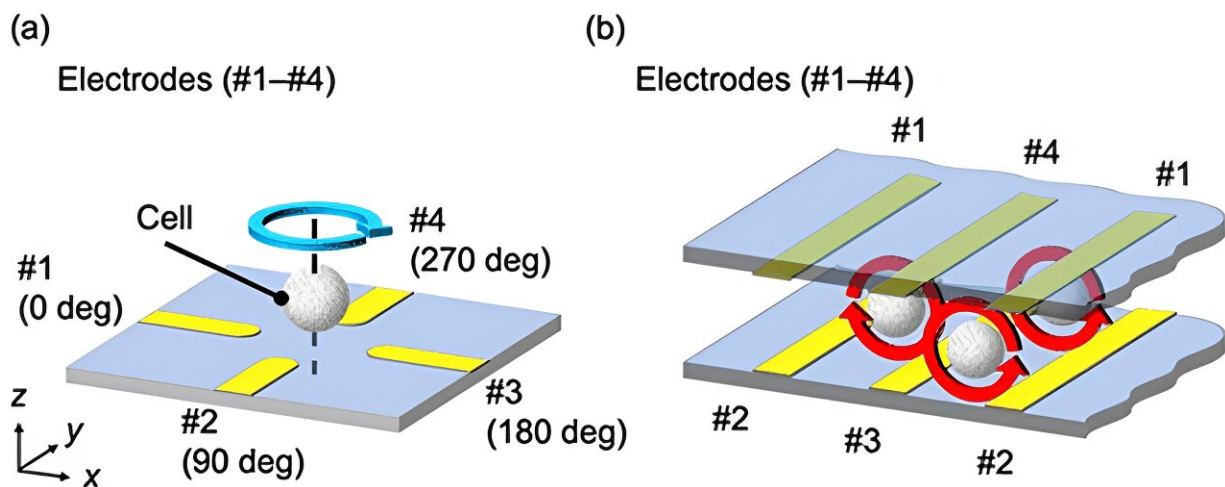 (a)
Electrodes (#1–#4)
Cell
#4
(270 deg)
#1
(0 deg)
#3
(180 deg)
#2
(90 deg)
z
y
x
(b)
Electrodes (#1–#4)
#1
#4
#1
#2
#3
#2